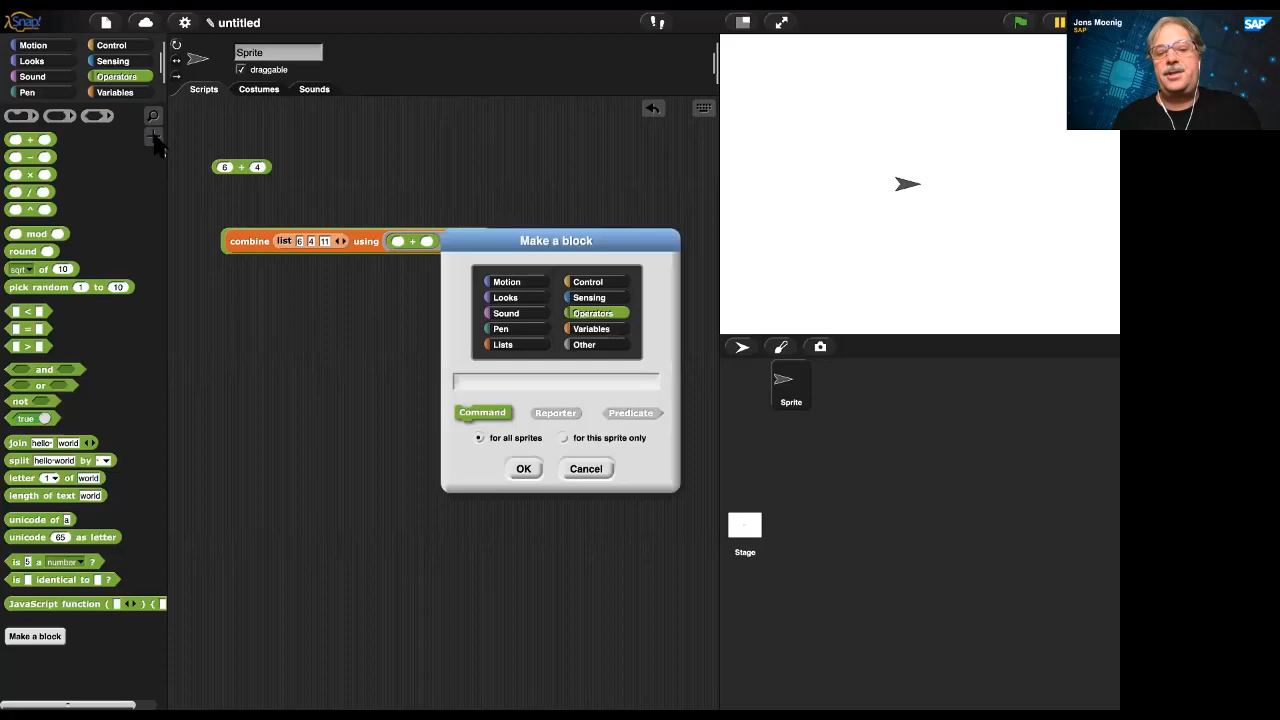 Snap!
untitled
Jens Moenig
SAP
SAP
Motion
Control
Looks
Sensing
Sound
Operators
Pen
Variables
Sprite
draggable
Scripts
Costumes
Sounds
+
−
×
/
^
mod
round
sqrt of 10
pick random 1 to 10
<
=
>
and
or
not
true
join hello· world
split hello·world by ·
letter 1 of world
length of text world
unicode of a
unicode 65 as letter
is 5 a number ?
is identical to ?
JavaScript function ( ) {
Make a block
6 + 4
combine list 6 4 11 using +
Make a block
Motion
Control
Looks
Sensing
Sound
Operators
Pen
Variables
Lists
Other
Command
Reporter
Predicate
for all sprites
for this sprite only
OK
Cancel
Sprite
Stage